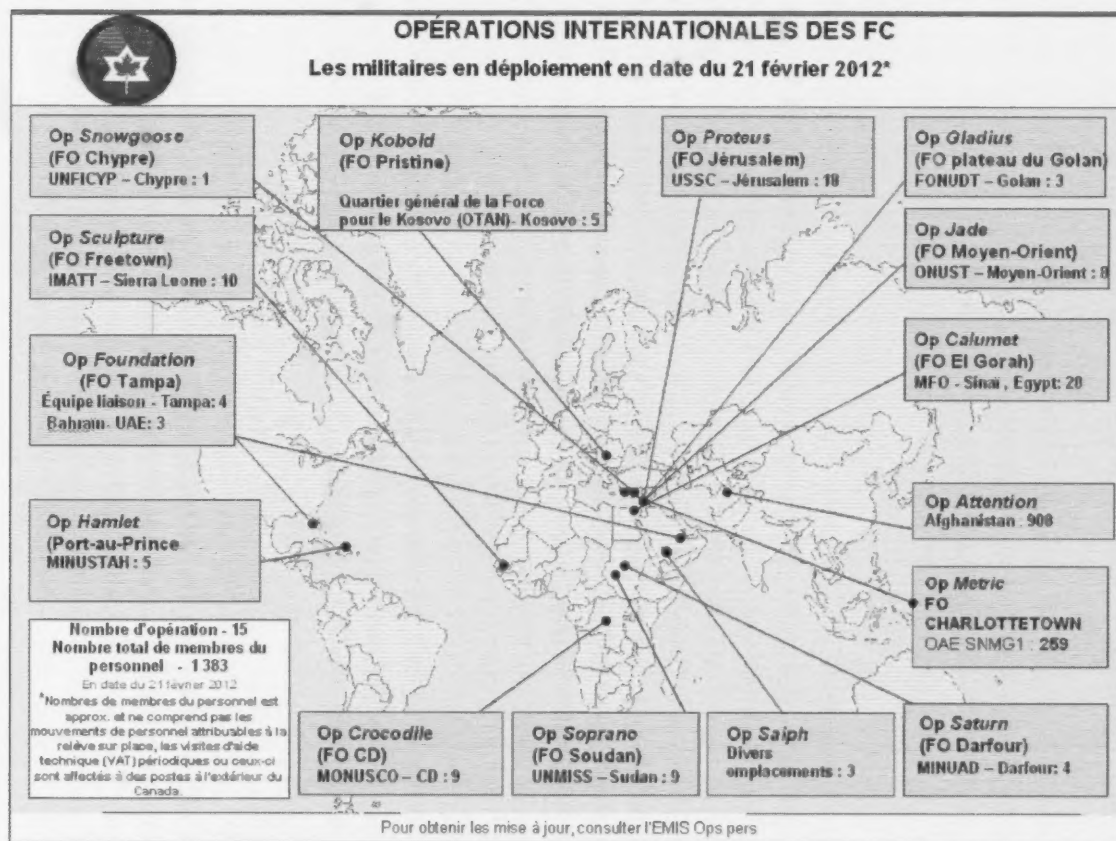 OPÉRATIONS INTERNATIONALES DES FC
Les militaires en déploiement en date du 21 février 2012*
Op Snowgoose
(FO Chypre)
UNFICYP – Chypre : 1
Op Kobold
(FO Pristine)
Quartier général de la Force
pour le Kosovo (OTAN)- Kosovo : 5
Op Proteus
(FO Jérusalem)
USSC – Jérusalem : 18
Op Gladius
(FO plateau du Golan)
FONUDT – Golan : 3
Op Sculpture
(FO Freetown)
IMATT – Sierra Leone : 10
Op Jade
(FO Moyen-Orient)
ONUST – Moyen-Orient : 8
Op Foundation
(FO Tampa)
Équipe liaison - Tampa: 4
Bahrain- UAE: 3
Op Calumet
(FO El Gorah)
MFO - Sinaï , Egypt: 28
Op Hamlet
(Port-au-Prince
MINUSTAH : 5
Op Attention
Afghanistan : 908
Op Metric
FO
CHARLOTTETOWN
OAE SNMG1 : 259
Nombre d'opération - 15
Nombre total de membres du
personnel - 1 383
En date du 21 février 2012
*Nombres de membres du personnel est
approx. et ne comprend pas les
mouvements de personnel attribuables à la
relève sur place, les visites d'aide
technique (VAT) périodiques ou ceux-ci
sont affectés à des postes à l'extérieur du
Canada.
Op Crocodile
(FO CD)
MONUSCO – CD : 9
Op Soprano
(FO Soudan)
UNMISS – Sudan : 9
Op Saiph
Divers
emplacements : 3
Op Saturn
(FO Darfour)
MINUAD – Darfour: 4
Pour obtenir les mise à jour, consulter l'EMIS Ops pers